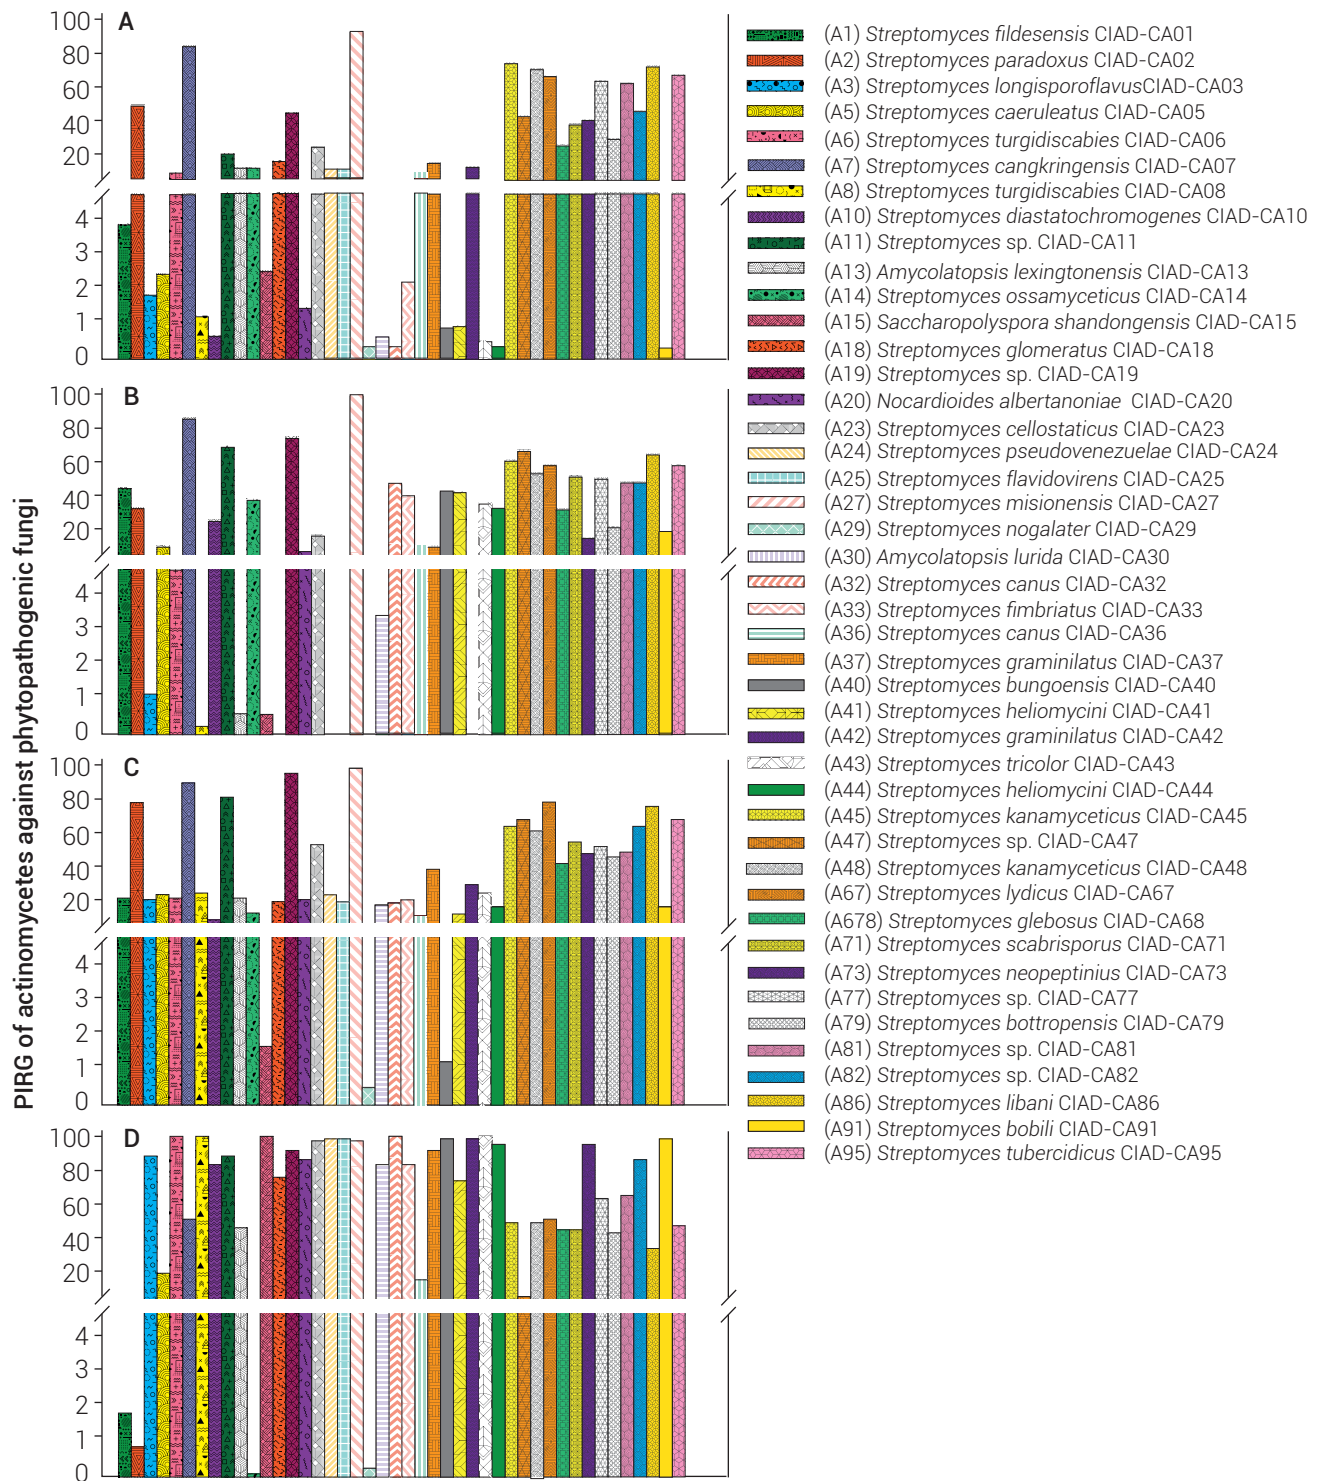 PIRG of actinomycetes against phytopathogenic fungi
A
100
80
60
40
20
4
3
2
1
0
B
100
80
60
40
20
4
3
2
1
0
C
100
80
60
40
20
4
3
2
1
0
D
100
80
60
40
20
4
3
2
1
0
(A1) Streptomyces fildesensis CIAD-CA01
(A2) Streptomyces paradoxus CIAD-CA02
(A3) Streptomyces longisporoflavusCIAD-CA03
(A5) Streptomyces caeruleatus CIAD-CA05
(A6) Streptomyces turgidiscabies CIAD-CA06
(A7) Streptomyces cangkringensis CIAD-CA07
(A8) Streptomyces turgidiscabies CIAD-CA08
(A10) Streptomyces diastatochromogenes CIAD-CA10
(A11) Streptomyces sp. CIAD-CA11
(A13) Amycolatopsis lexingtonensis CIAD-CA13
(A14) Streptomyces ossamyceticus CIAD-CA14
(A15) Saccharopolyspora shandongensis CIAD-CA15
(A18) Streptomyces glomeratus CIAD-CA18
(A19) Streptomyces sp. CIAD-CA19
(A20) Nocardioides albertanoniae CIAD-CA20
(A23) Streptomyces cellostaticus CIAD-CA23
(A24) Streptomyces pseudovenezuelae CIAD-CA24
(A25) Streptomyces flavidovirens CIAD-CA25
(A27) Streptomyces misionensis CIAD-CA27
(A29) Streptomyces nogalater CIAD-CA29
(A30) Amycolatopsis lurida CIAD-CA30
(A32) Streptomyces canus CIAD-CA32
(A33) Streptomyces fimbriatus CIAD-CA33
(A36) Streptomyces canus CIAD-CA36
(A37) Streptomyces graminilatus CIAD-CA37
(A40) Streptomyces bungoensis CIAD-CA40
(A41) Streptomyces heliomycini CIAD-CA41
(A42) Streptomyces graminilatus CIAD-CA42
(A43) Streptomyces tricolor CIAD-CA43
(A44) Streptomyces heliomycini CIAD-CA44
(A45) Streptomyces kanamyceticus CIAD-CA45
(A47) Streptomyces sp. CIAD-CA47
(A48) Streptomyces kanamyceticus CIAD-CA48
(A67) Streptomyces lydicus CIAD-CA67
(A678) Streptomyces glebosus CIAD-CA68
(A71) Streptomyces scabrisporus CIAD-CA71
(A73) Streptomyces neopeptinius CIAD-CA73
(A77) Streptomyces sp. CIAD-CA77
(A79) Streptomyces bottropensis CIAD-CA79
(A81) Streptomyces sp. CIAD-CA81
(A82) Streptomyces sp. CIAD-CA82
(A86) Streptomyces libani CIAD-CA86
(A91) Streptomyces bobili CIAD-CA91
(A95) Streptomyces tubercidicus CIAD-CA95